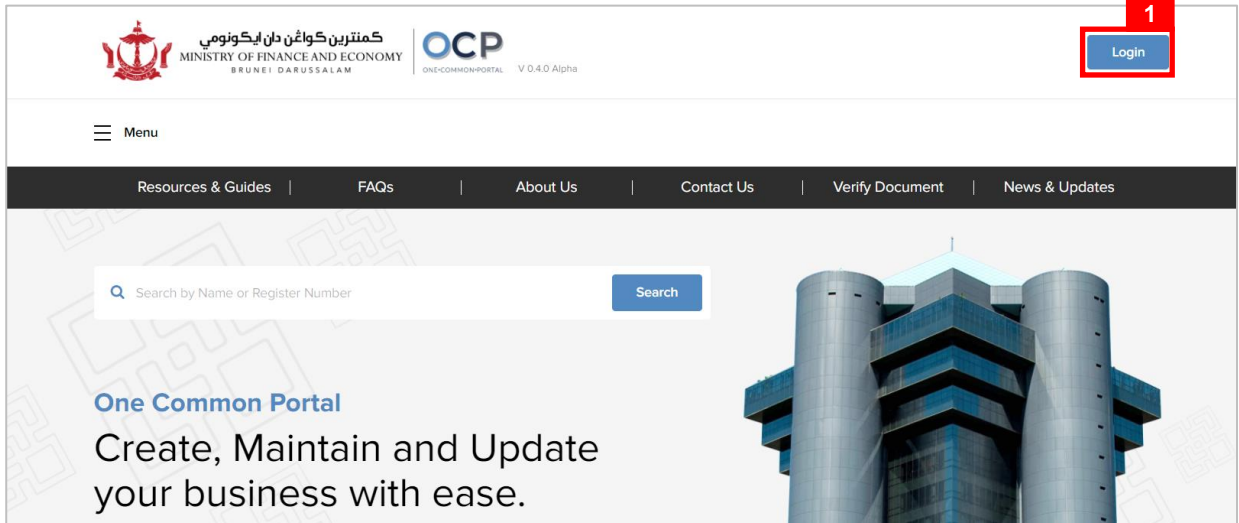 1
كمنترين كواڠن دان ايكونومي
MINISTRY OF FINANCE AND ECONOMY
BRUNEI DARUSSALAM
OCP
ONE•COMMON•PORTAL
V 0.4.0 Alpha
Login
Menu
Resources & Guides | FAQs | About Us | Contact Us | Verify Document | News & Updates
Search by Name or Register Number
Search
One Common Portal
Create, Maintain and Update
your business with ease.